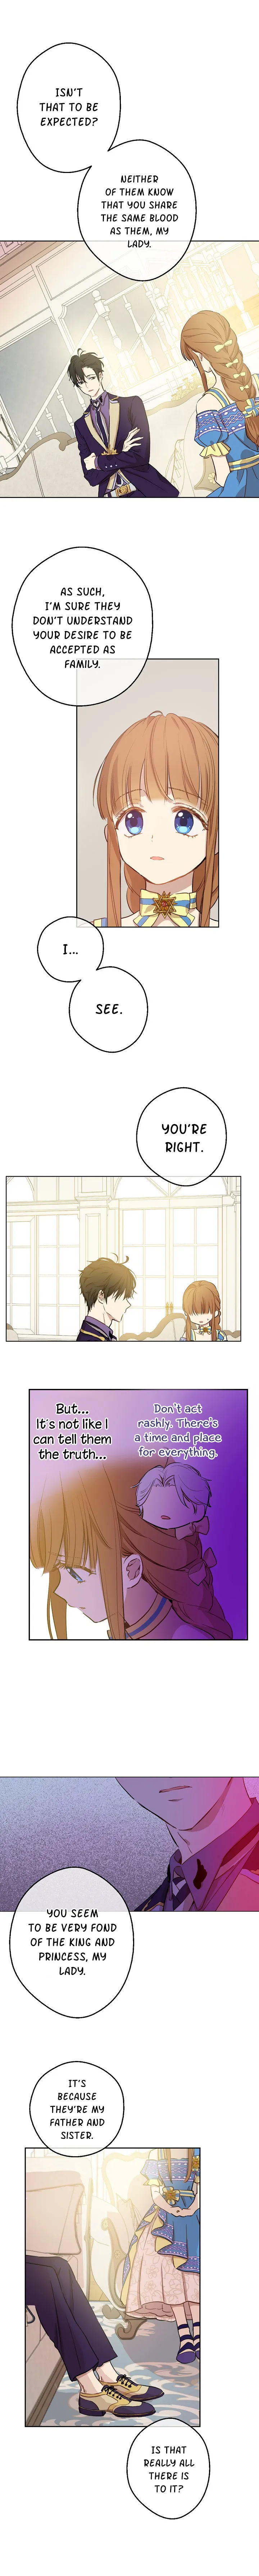 ISN'T
THAT TO BE
EXPECTED?
NEITHER
OF THEM KNOW
THAT YOU SHARE
THE SAME BLOOD
AS THEM, MY
LADY.
AS SUCH,
I'M SURE THEY
DON'T UNDERSTAND
YOUR DESIRE TO BE
ACCEPTED AS
FAMILY.
I...
SEE.
YOU'RE
RIGHT.
But...
It's not like I
can tell them
the truth...
Don't act
rashly. There's
a time and place
for everything.
YOU SEEM
TO BE VERY FOND
OF THE KING AND
PRINCESS, MY
LADY.
IT'S
BECAUSE
THEY'RE MY
FATHER AND
SISTER.
IS THAT
REALLY ALL
THERE IS
TO IT?